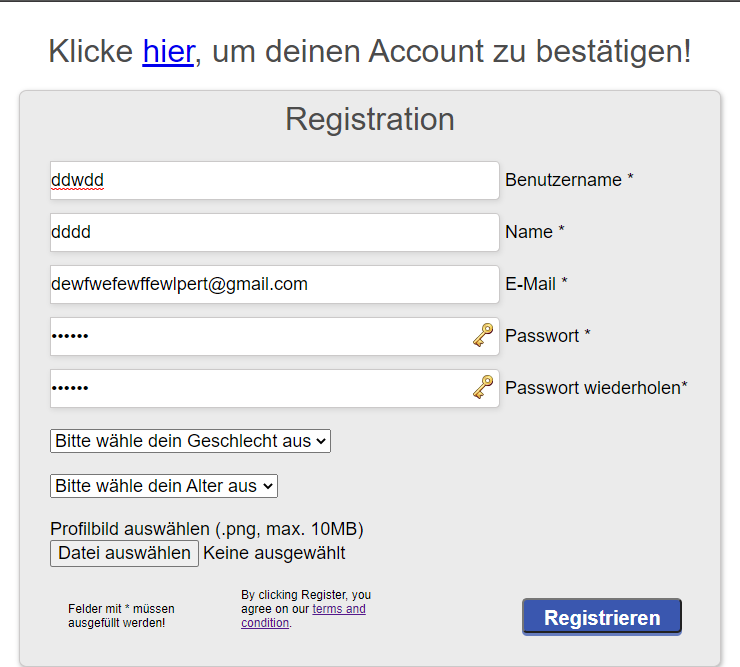 Klicke hier, um deinen Account zu bestätigen!
Registration
ddwdd Benutzername *
dddd Name *
dewfwefewffewlpert@gmail.com E-Mail *
•••••• Passwort *
•••••• Passwort wiederholen*
Bitte wähle dein Geschlecht aus
Bitte wähle dein Alter aus
Profilbild auswählen (.png, max. 10MB)
Datei auswählen Keine ausgewählt
Felder mit * müssen
ausgefüllt werden!
By clicking Register, you
agree on our terms and
condition.
Registrieren